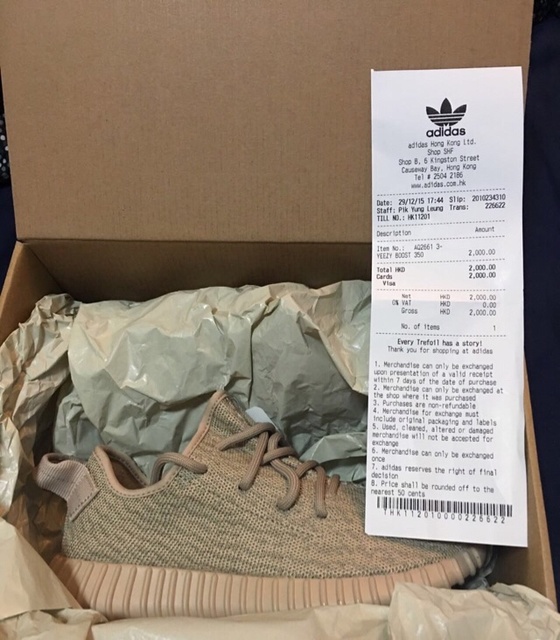 adidas
adidas Hong Kong Ltd.
Shop SHF
Shop B, 6 Kingston Street
Causeway Bay, Hong Kong
Tel # 2504 2186
www.adidas.com.hk
Date: 29/12/15 17:44 Slip: 2010234310
Staff: Pik Yung Leung Trans: 226622
TILL NO.: HK11201
Description Amount
Item No.: AQ2661 3-
YEEZY BOOST 350 2,000.00
Total HKD 2,000.00
Cards 2,000.00
Visa
Net HKD 2,000.00
0% VAT HKD 0.00
Gross HKD 2,000.00
No. of Items 1
Every Trefoil has a story!
Thank you for shopping at adidas
1. Merchandise can only be exchanged
upon presentation of a valid receipt
within 7 days of the date of purchase
2. Merchandise can only be exchanged at
the shop where it was purchased
3. Purchases are non-refundable
4. Merchandise for exchange must
include original packaging and labels
5. Used, cleaned, altered or damaged
merchandise will not be accepted for
exchange
6. Merchandise can only be exchanged
once
7. adidas reserves the right of final
decision
8. Price shall be rounded off to the
nearest 50 cents
1HK112010000226622